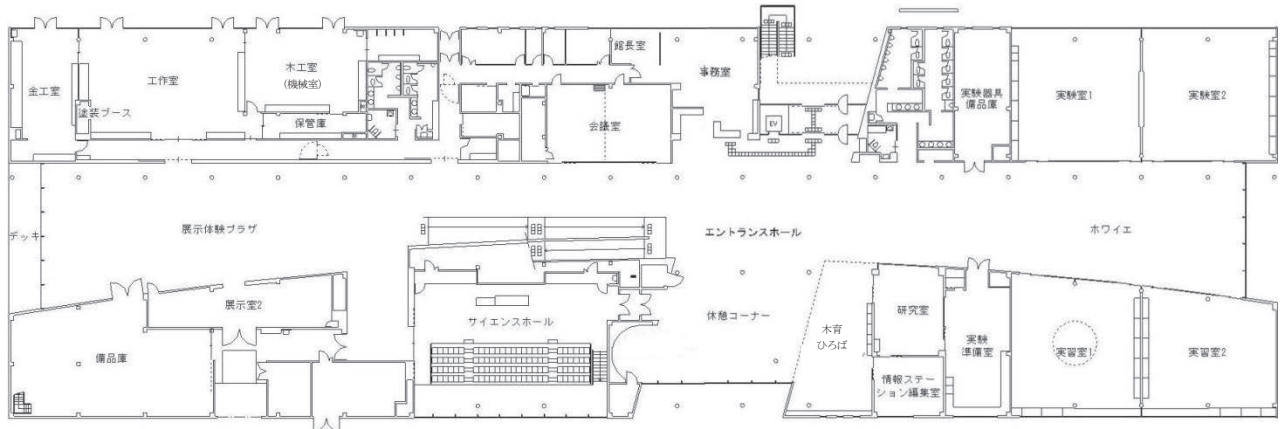 館長室
事務室
金工室
工作室
木工室
(機械室)
塗装ブース
保管庫
会議室
EV
実験器具
備品庫
実験室1
実験室2
デッキ
展示体験プラザ
エントランスホール
ホワイエ
展示室2
サイエンスホール
休憩コーナー
木育
ひろば
研究室
実験
準備室
実習室1
実習室2
備品庫
情報ステー
ション編集室